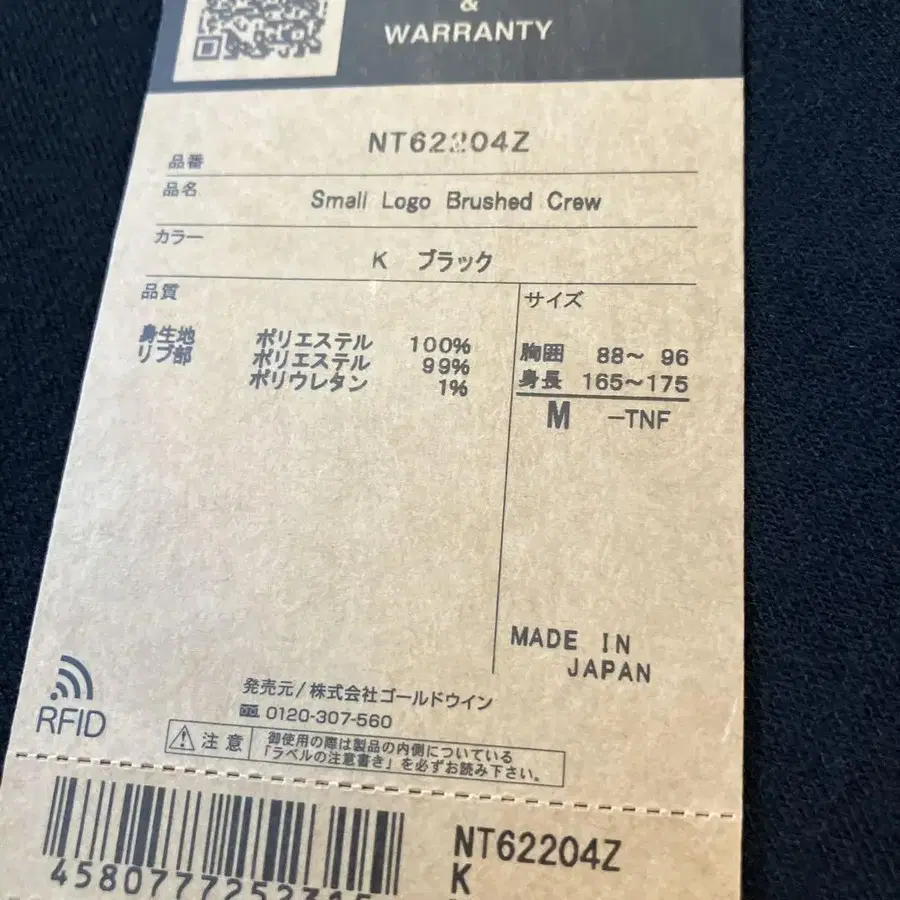 &
WARRANTY
品番 NT62204Z
品名 Small Logo Brushed Crew
カラー K ブラック
品質
身生地 ポリエステル 100%
リブ部 ポリエステル 99%
ポリウレタン 1%
サイズ
胸囲 88～ 96
身長 165～175
M -TNF
MADE IN
JAPAN
発売元/株式会社ゴールドウイン
0120-307-560
RFID
注意 御使用の際は製品の内側についている
「ラベルの注意書き」を必ずお読み下さい。
NT62204Z
K